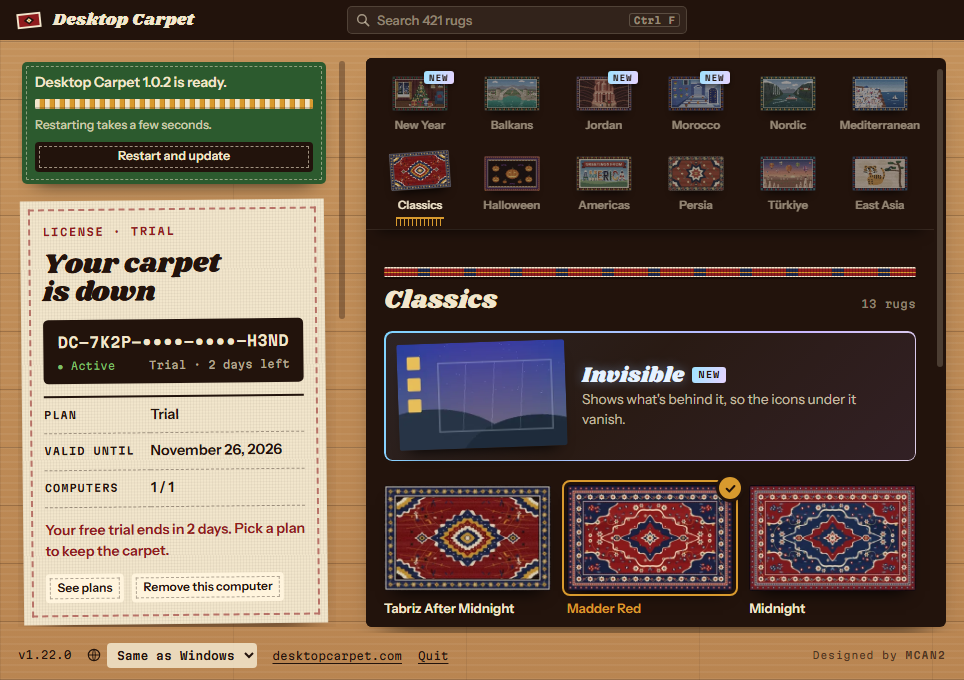 Desktop Carpet
Search 421 rugs
Ctrl F
Desktop Carpet 1.0.2 is ready.
Restarting takes a few seconds.
Restart and update
LICENSE · TRIAL
Your carpet
is down
DC-7K2P-••••-••••-H3ND
• Active
Trial · 2 days left
PLAN
Trial
VALID UNTIL
November 26, 2026
COMPUTERS
1 / 1
Your free trial ends in 2 days. Pick a plan
to keep the carpet.
See plans
Remove this computer
NEW
NEW
NEW
New Year
Balkans
Jordan
Morocco
Nordic
Mediterranean
Classics
Halloween
Americas
Persia
Türkiye
East Asia
Classics
13 rugs
Invisible
NEW
Shows what's behind it, so the icons under it
vanish.
Tabriz After Midnight
Madder Red
Midnight
v1.22.0
Same as Windows
desktopcarpet.com
Quit
Designed by MCAN2